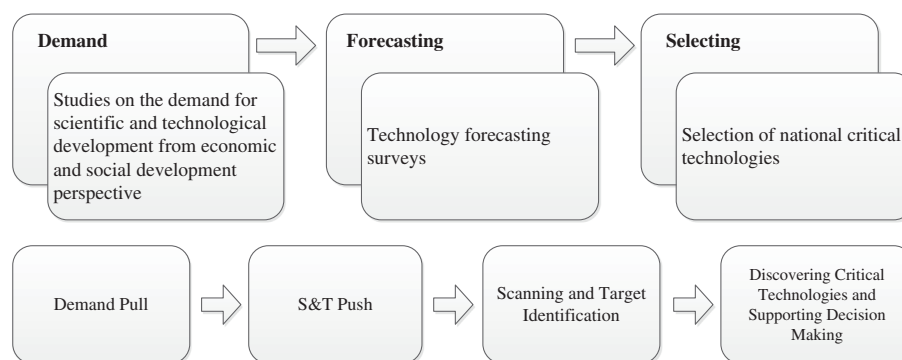 Demand
Studies on the demand for
scientific and technological
development from economic
and social development
perspective
Forecasting
Technology forecasting
surveys
Selecting
Selection of national critical
technologies
Demand Pull
S&T Push
Scanning and Target
Identification
Discovering Critical
Technologies and
Supporting Decision
Making